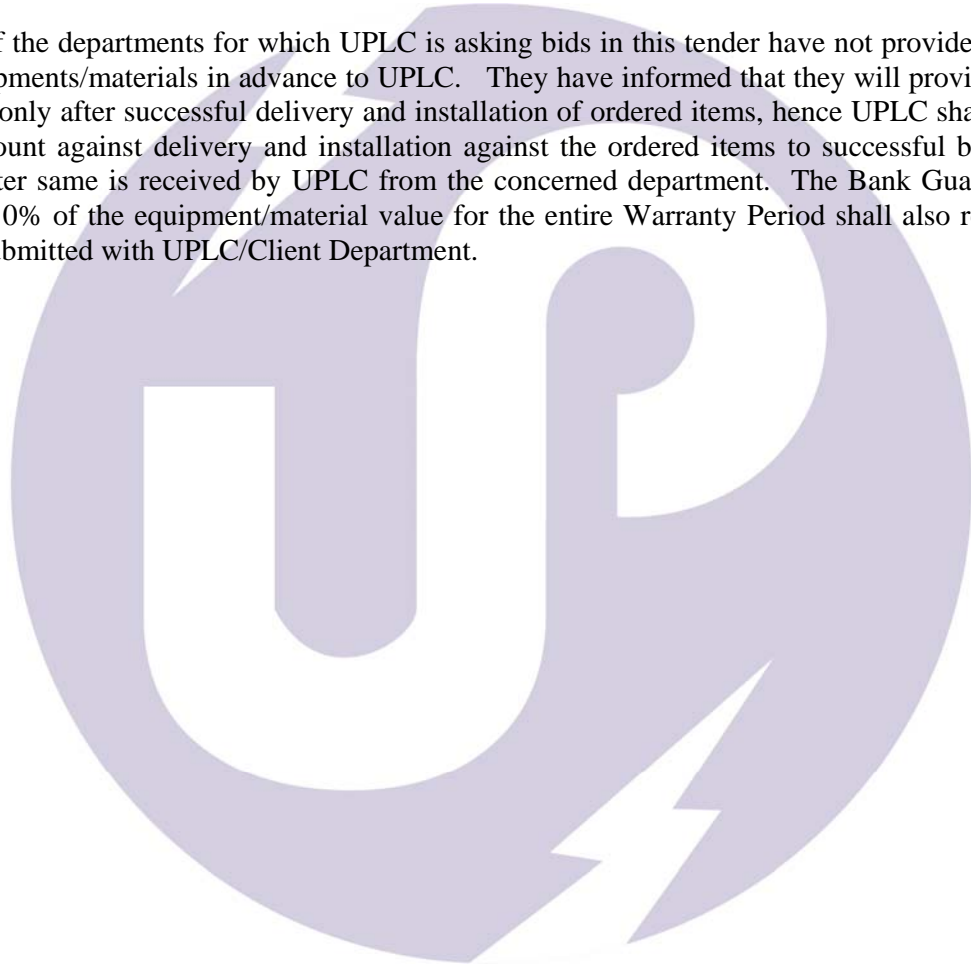 f the departments for which UPLC is asking bids in this tender have not provide
pments/materials in advance to UPLC. They have informed that they will provi
only after successful delivery and installation of ordered items, hence UPLC sha
ount against delivery and installation against the ordered items to successful b
ter same is received by UPLC from the concerned department. The Bank Gua
0% of the equipment/material value for the entire Warranty Period shall also r
bmitted with UPLC/Client Department.
UP